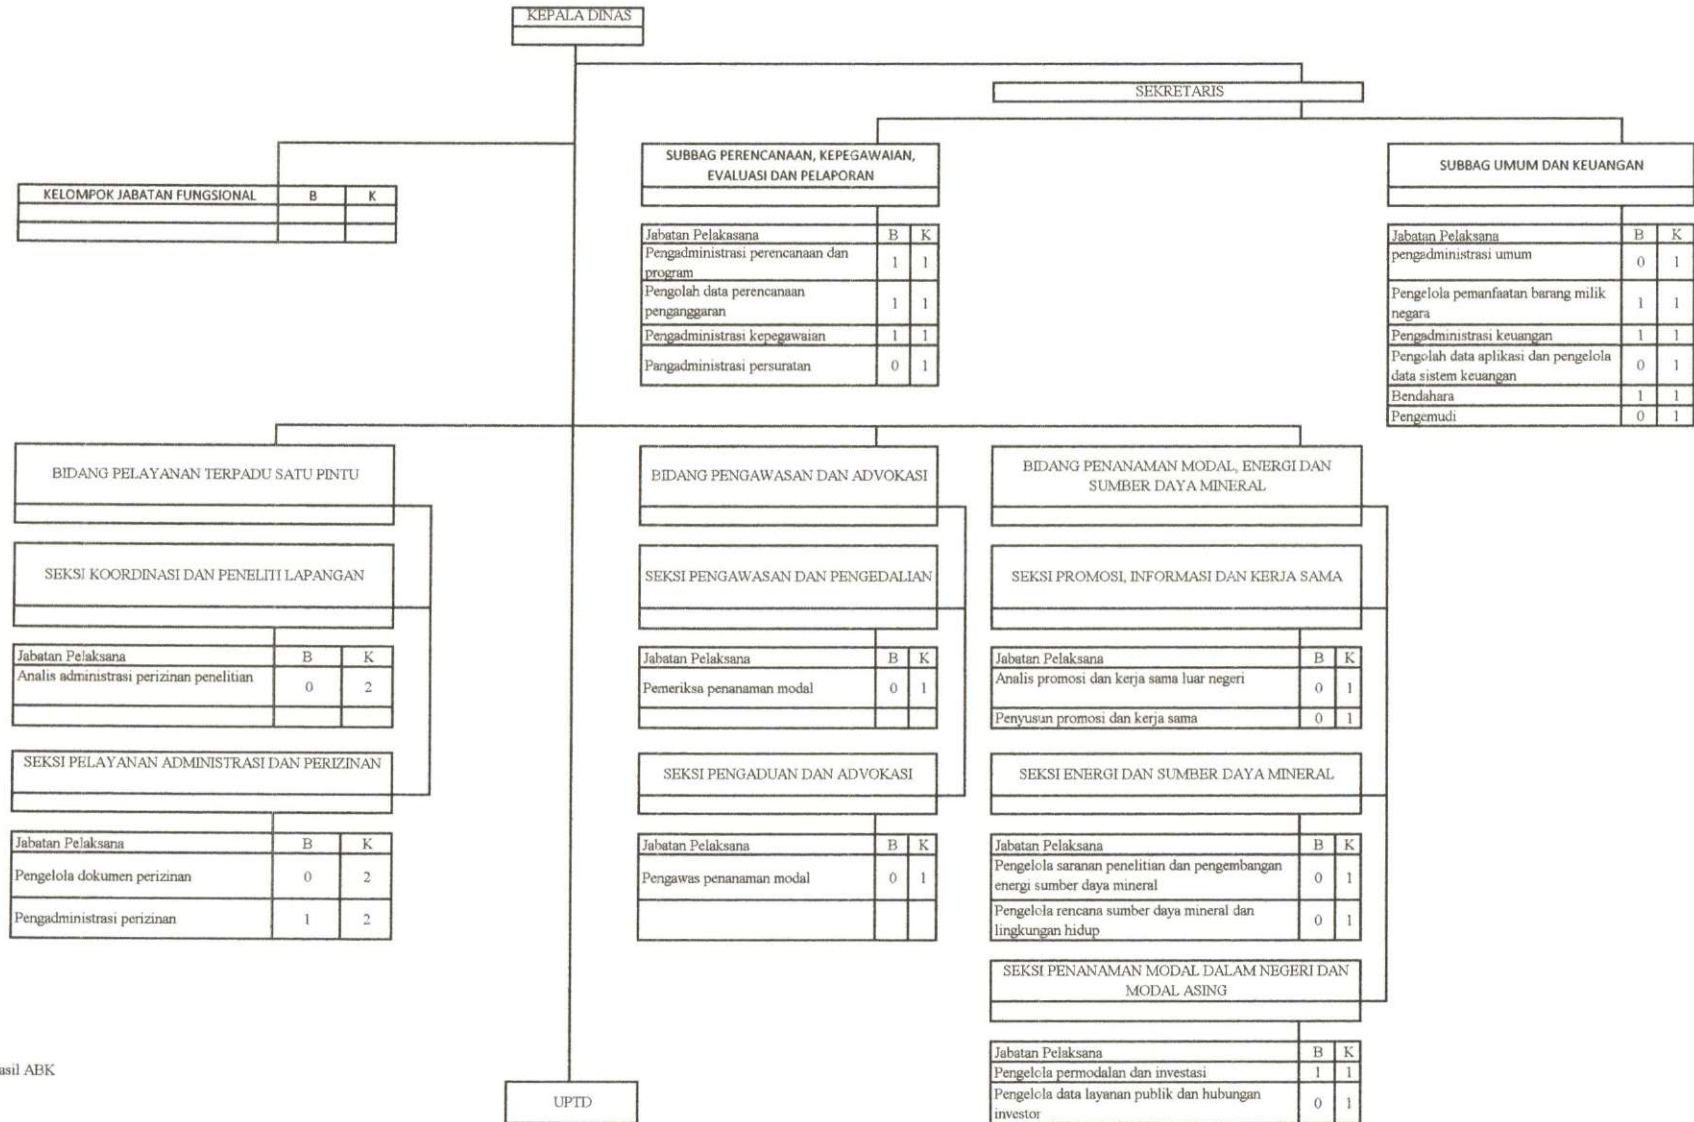 KEPALA DINAS
SEKRETARIS
SUBBAG PERENCANAAN, KEPEGAWAIAN,
EVALUASI DAN PELAPORAN
SUBBAG UMUM DAN KEUANGAN
KELOMPOK JABATAN FUNGSIONAL B K
Jabatan Pelakasana B K
Pengadministrasi perencanaan dan
program 1 1
Pengolah data perencanaan
penganggaran 1 1
Pengadministrasi kepegawaian 1 1
Pangadministrasi persuratan 0 1
Jabatan Pelaksana B K
pengadministrasi umum 0 1
Pengelola pemanfaatan barang milik
negara 1 1
Pengadministrasi keuangan 1 1
Pengolah data aplikasi dan pengelola
data sistem keuangan 0 1
Bendahara 1 1
Pengemudi 0 1
BIDANG PELAYANAN TERPADU SATU PINTU
SEKSI KOORDINASI DAN PENELITI LAPANGAN
Jabatan Pelaksana B K
Analis administrasi perizinan penelitian 0 2
SEKSI PELAYANAN ADMINISTRASI DAN PERIZINAN
Jabatan Pelaksana B K
Pengelola dokumen perizinan 0 2
Pengadministrasi perizinan 1 2
BIDANG PENGAWASAN DAN ADVOKASI
SEKSI PENGAWASAN DAN PENGEDALIAN
Jabatan Pelaksana B K
Pemeriksa penanaman modal 0 1
SEKSI PENGADUAN DAN ADVOKASI
Jabatan Pelaksana B K
Pengawas penanaman modal 0 1
BIDANG PENANAMAN MODAL, ENERGI DAN
SUMBER DAYA MINERAL
SEKSI PROMOSI, INFORMASI DAN KERJA SAMA
Jabatan Pelaksana B K
Analis promosi dan kerja sama luar negeri 0 1
Penyusun promosi dan kerja sama 0 1
SEKSI ENERGI DAN SUMBER DAYA MINERAL
Jabatan Pelaksana B K
Pengelola saranan penelitian dan pengembangan
energi sumber daya mineral 0 1
Pengelola rencana sumber daya mineral dan
lingkungan hidup 0 1
SEKSI PENANAMAN MODAL DALAM NEGERI DAN
MODAL ASING
Jabatan Pelaksana B K
Pengelola permodalan dan investasi 1 1
Pengelola data layanan publik dan hubungan
investor 0 1
asil ABK
UPTD